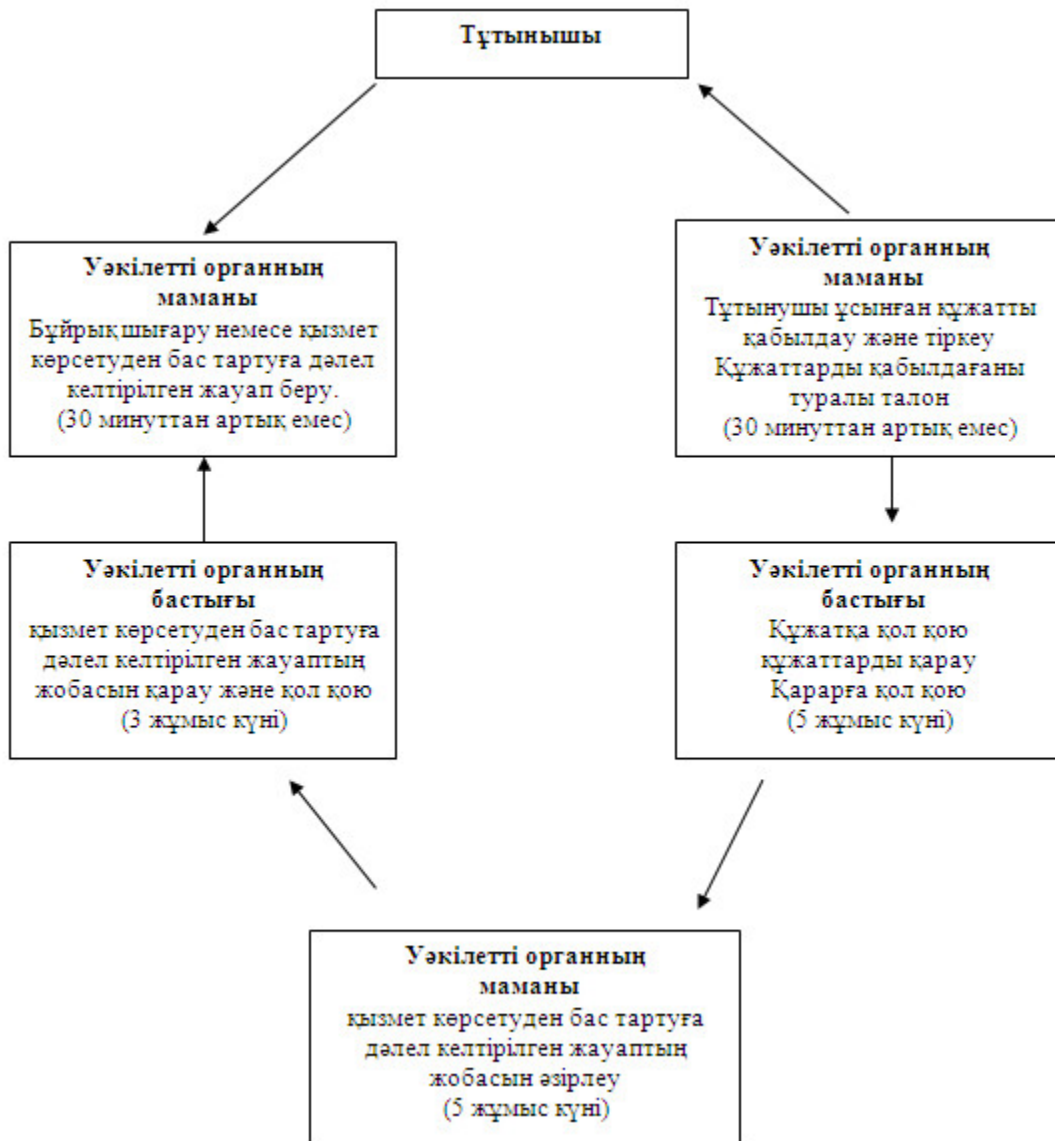 Тұтынышы
Уәкілетті органның
маманы
Бұйрық шығару немесе қызмет
көрсетуден бас тартуға дәлел
келтірілген жауап беру.
(30 минуттан артық емес)
Уәкілетті органның
маманы
Тұтынушы ұсынған құжатты
қабылдау және тіркеу
Құжаттарды қабылдағаны
туралы талон
(30 минуттан артық емес)
Уәкілетті органның
бастығы
қызмет көрсетуден бас тартуға
дәлел келтірілген жауаптың
жобасын қарау және қол қою
(3 жұмыс күні)
Уәкілетті органның
бастығы
Құжатқа қол қою
құжаттарды қарау
Қарарға қол қою
(5 жұмыс күні)
Уәкілетті органның
маманы
қызмет көрсетуден бас тартуға
дәлел келтірілген жауаптың
жобасын әзірлеу
(5 жұмыс күні)